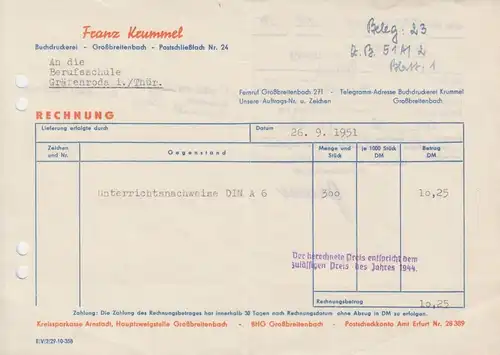 Franz Krummel
Buchdruckerei - Großbreitenbach - Postschließfach Nr. 24
Beleg: 23
Blatt: 1
An die
Berufsschule
Gräfenroda i./Thür.
Fernruf Großbreitenbach 271 - Telegramm-Adresse Buchdruckerei Krummel
Unsere Auftrags-Nr. u. Zeichen Großbreitenbach.
RECHNUNG
Lieferung erfolgte durch Datum 26. 9. 1951
Zeichen und Nr. Gegenstand Menge und Stück Je 1000 Stück DM Betrag DM
Unterrichtsnachweise DIN A 6 300 10,25
Der berechnete Preis entspricht dem
zulässigen Preis des Jahres 1944.
Rechnungsbetrag 10,25
Zahlung: Die Zahlung des Rechnungsbetrages hat innerhalb 30 Tagen nach Rechnungsdatum ohne Abzug in DM zu erfolgen.
Kreissparkasse Arnstadt, Hauptzweigstelle Großbreitenbach - BHG Großbreitenbach - Postscheckkonto Amt Erfurt Nr. 28 389